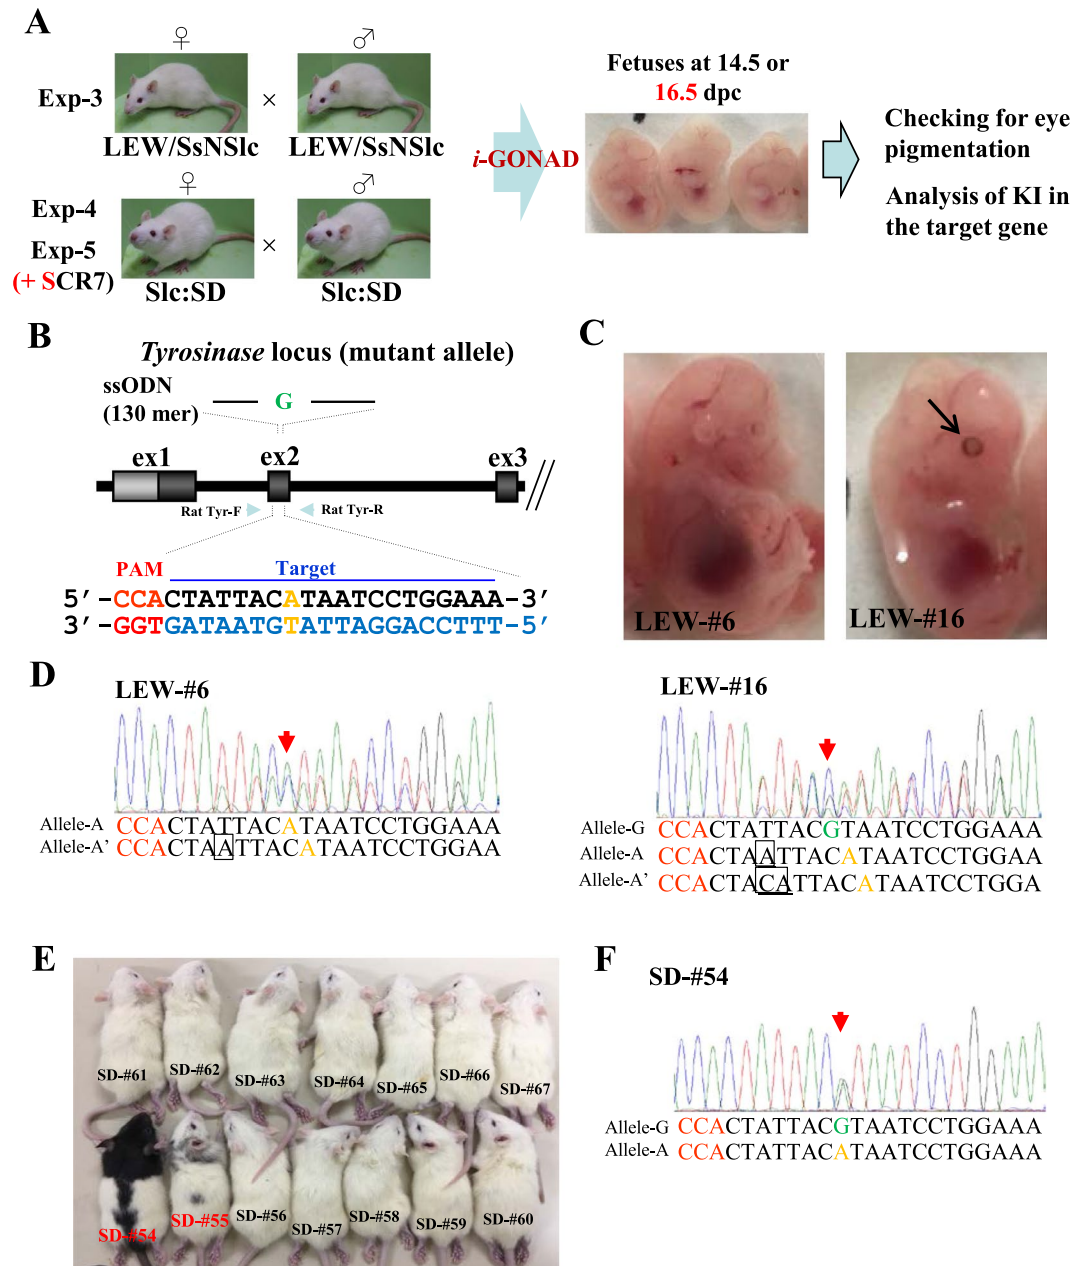 A
♀ ♂
Exp-3
×
LEW/SsNSlc LEW/SsNSlc
♀ ♂
Exp-4
Exp-5
(+ SCR7)
×
Slc:SD Slc:SD
i-GONAD
Fetuses at 14.5 or
16.5 dpc
Checking for eye
pigmentation
Analysis of KI in
the target gene
B
Tyrosinase locus (mutant allele)
ssODN
(130 mer)
G
ex1 ex2 ex3
Rat Tyr-F Rat Tyr-R
PAM Target
5’-CCACTATTACATAATCCTGGAAA-3’
3’-GGTGATAATGTATTAGGACCTTT-5’
C
LEW-#6
LEW-#16
D
LEW-#6
Allele-A CCACTATTACATAATCCTGGAAA
Allele-A’ CCACTAATTACATAATCCTGGAA
LEW-#16
Allele-G CCACTATTACGTAATCCTGGAAA
Allele-A CCACTAATTACATAATCCTGGAA
Allele-A’ CCACTACATTACATAATCCTGGA
E
SD-#61 SD-#62 SD-#63 SD-#64 SD-#65 SD-#66 SD-#67
SD-#54 SD-#55 SD-#56 SD-#57 SD-#58 SD-#59 SD-#60
F
SD-#54
Allele-G CCACTATTACGTAATCCTGGAAA
Allele-A CCACTATTACATAATCCTGGAAA